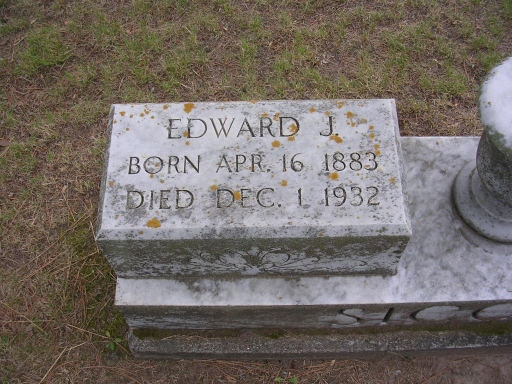 EDWARD J.
BORN APR. 16 1883
DIED DEC. 1 1932